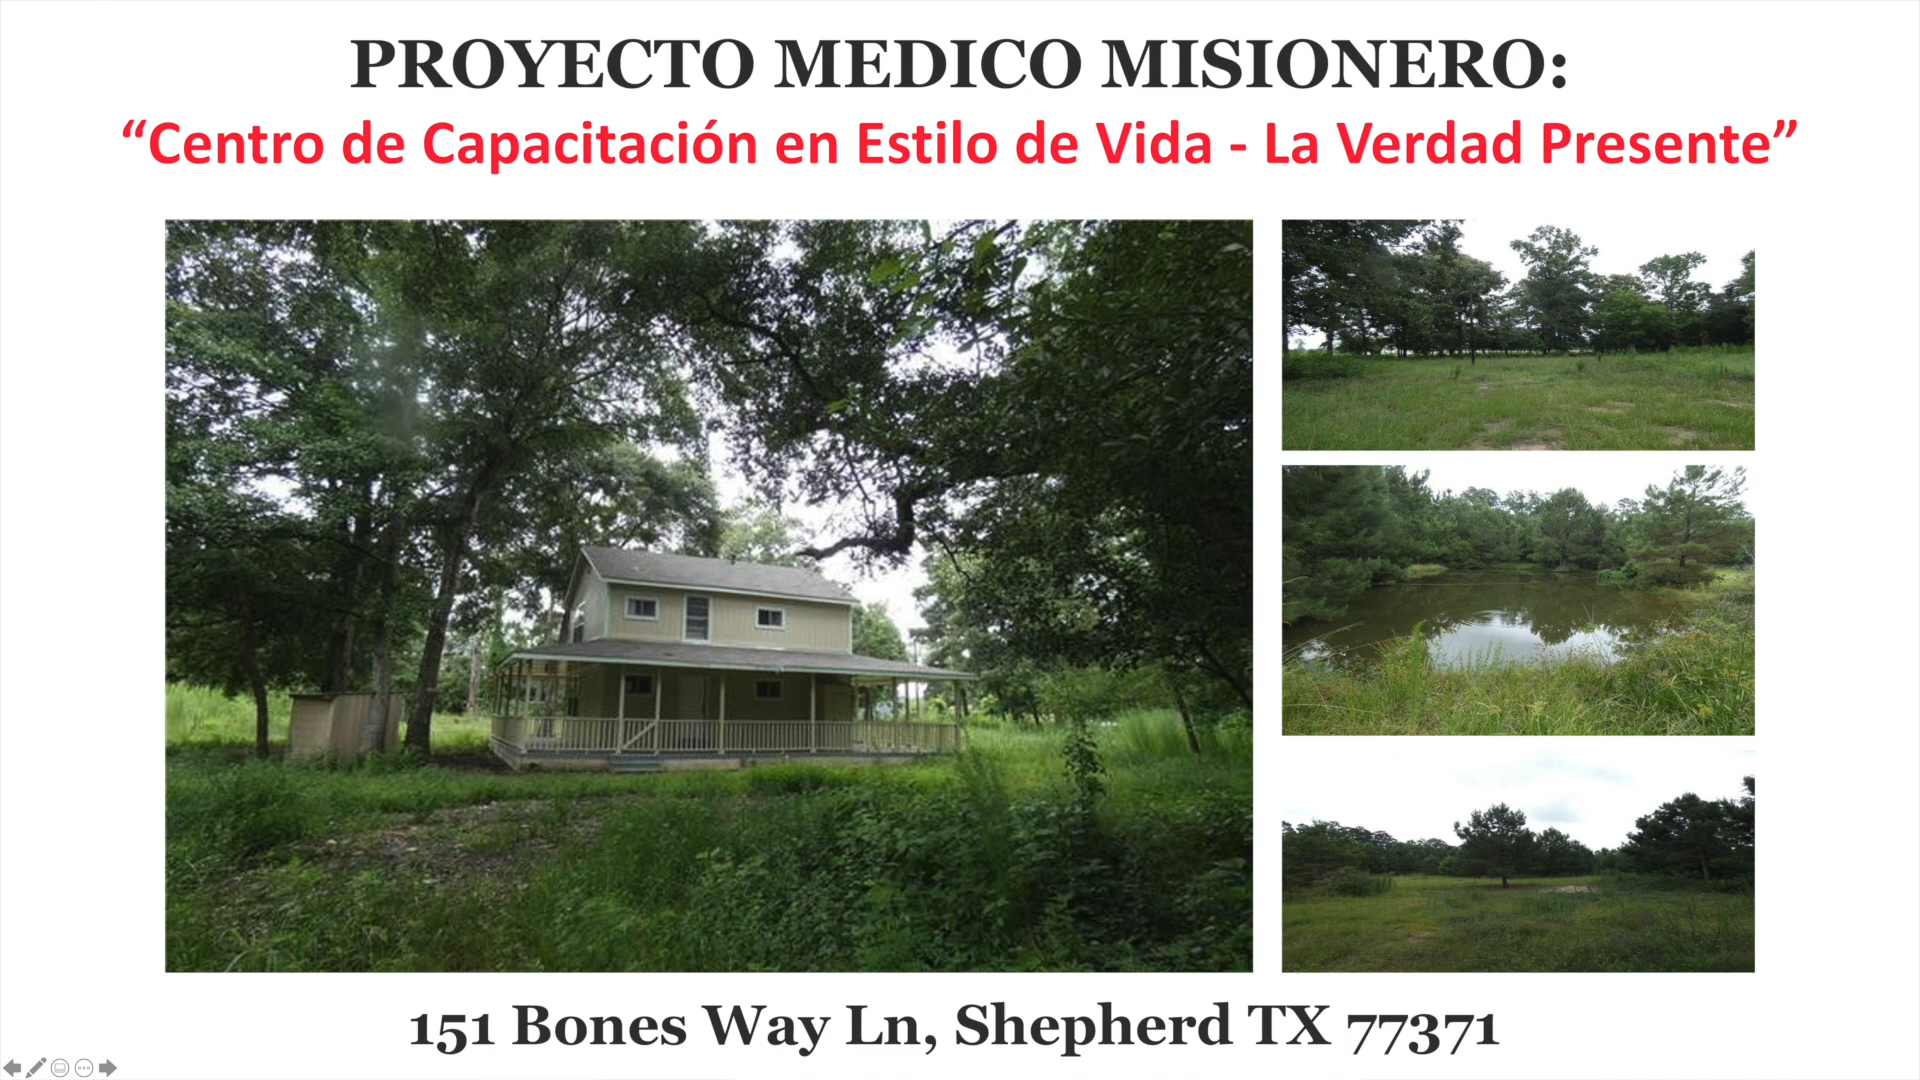 PROYECTO MEDICO MISIONERO:
“Centro de Capacitación en Estilo de Vida - La Verdad Presente”
151 Bones Way Ln, Shepherd TX 77371